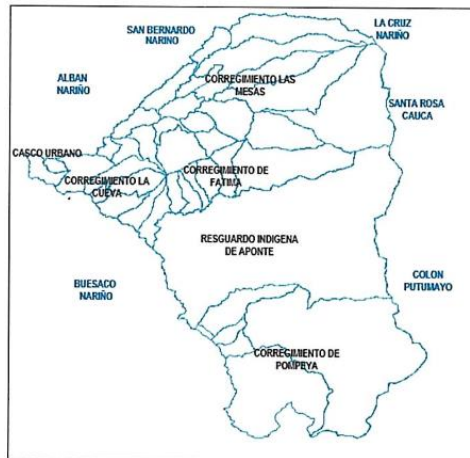 SAN BERNARDO
NARINO
LA CRUZ
NARIÑO
ALBAN
NARIÑO
CORREGIMIENTO LAS
MESAS
SANTA ROSA
CAUCA
CASCO URBANO
CORREGIMIENTO LA
CUEVA
CORREGIMIENTO DE
FATIMA
RESGUARDO INDIGENA
DE APONTE
BUESACO
NARIÑO
COLON
PUTUMAYO
CORREGIMIENTO DE
POMPEYA